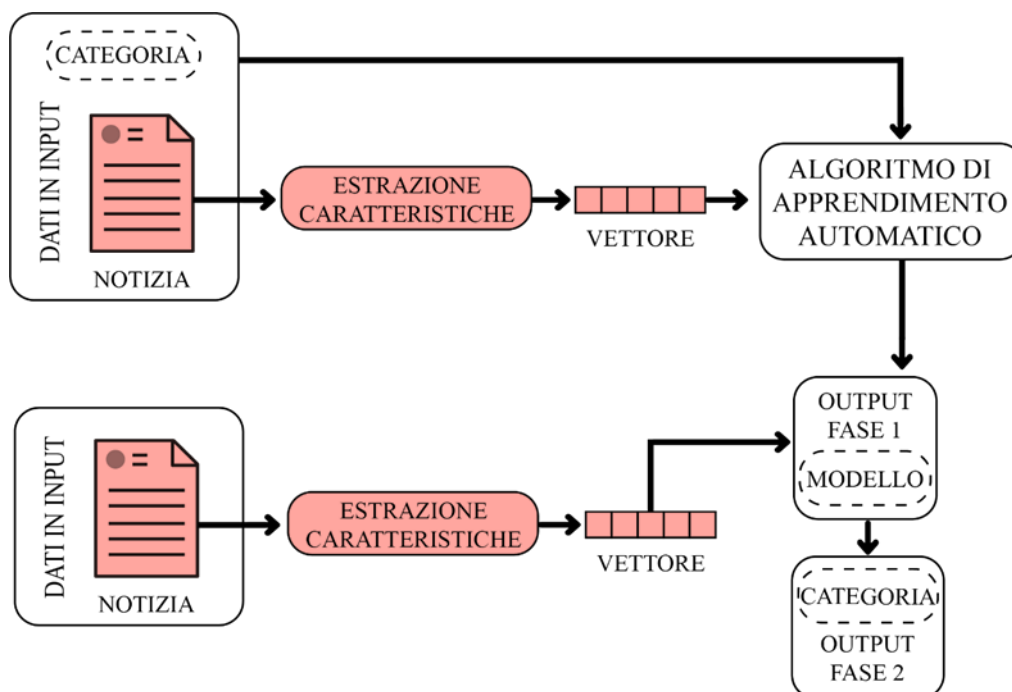 CATEGORIA
DATI IN INPUT
NOTIZIA
ESTRAZIONE
CARATTERISTICHE
VETTORE
ALGORITMO DI
APPRENDIMENTO
AUTOMATICO
DATI IN INPUT
NOTIZIA
ESTRAZIONE
CARATTERISTICHE
VETTORE
OUTPUT
FASE 1
MODELLO
CATEGORIA
OUTPUT
FASE 2